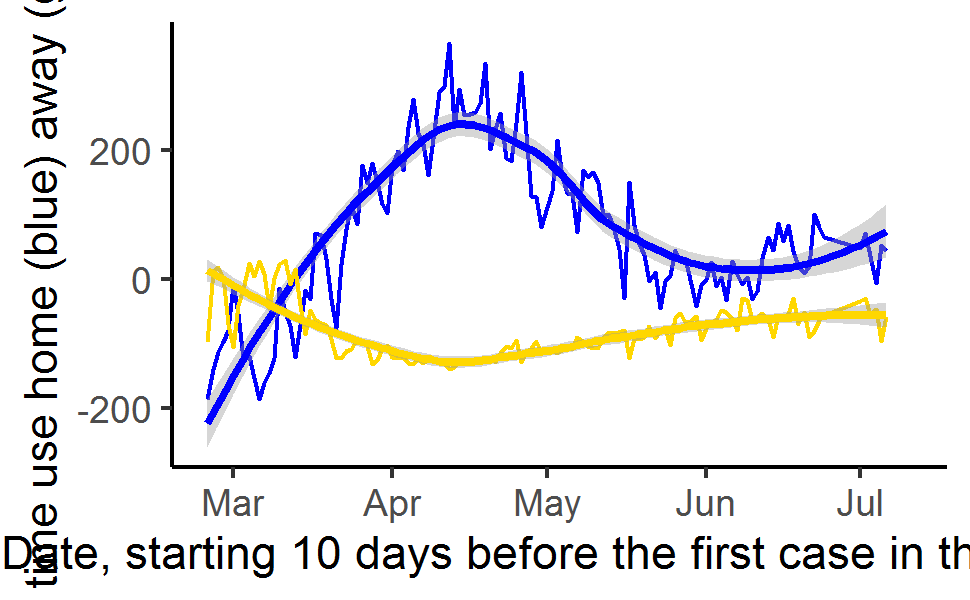 time use home (blue) away (
200
0
-200
Mar Apr May Jun Jul
Date, starting 10 days before the first case in th